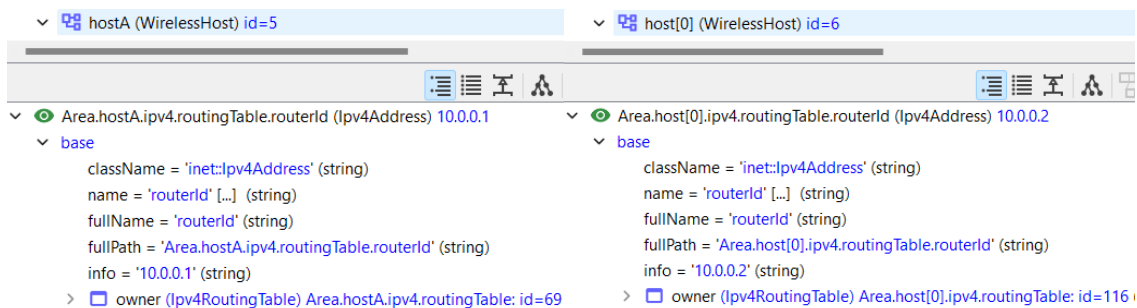 hostA (WirelessHost) id=5
Area.hostA.ipv4.routingTable.routerId (Ipv4Address) 10.0.0.1
base
className = 'inet::Ipv4Address' (string)
name = 'routerId' [...] (string)
fullName = 'routerId' (string)
fullPath = 'Area.hostA.ipv4.routingTable.routerId' (string)
info = '10.0.0.1' (string)
owner (Ipv4RoutingTable) Area.hostA.ipv4.routingTable: id=69
host[0] (WirelessHost) id=6
Area.host[0].ipv4.routingTable.routerId (Ipv4Address) 10.0.0.2
base
className = 'inet::Ipv4Address' (string)
name = 'routerId' [...] (string)
fullName = 'routerId' (string)
fullPath = 'Area.host[0].ipv4.routingTable.routerId' (string)
info = '10.0.0.2' (string)
owner (Ipv4RoutingTable) Area.host[0].ipv4.routingTable: id=116